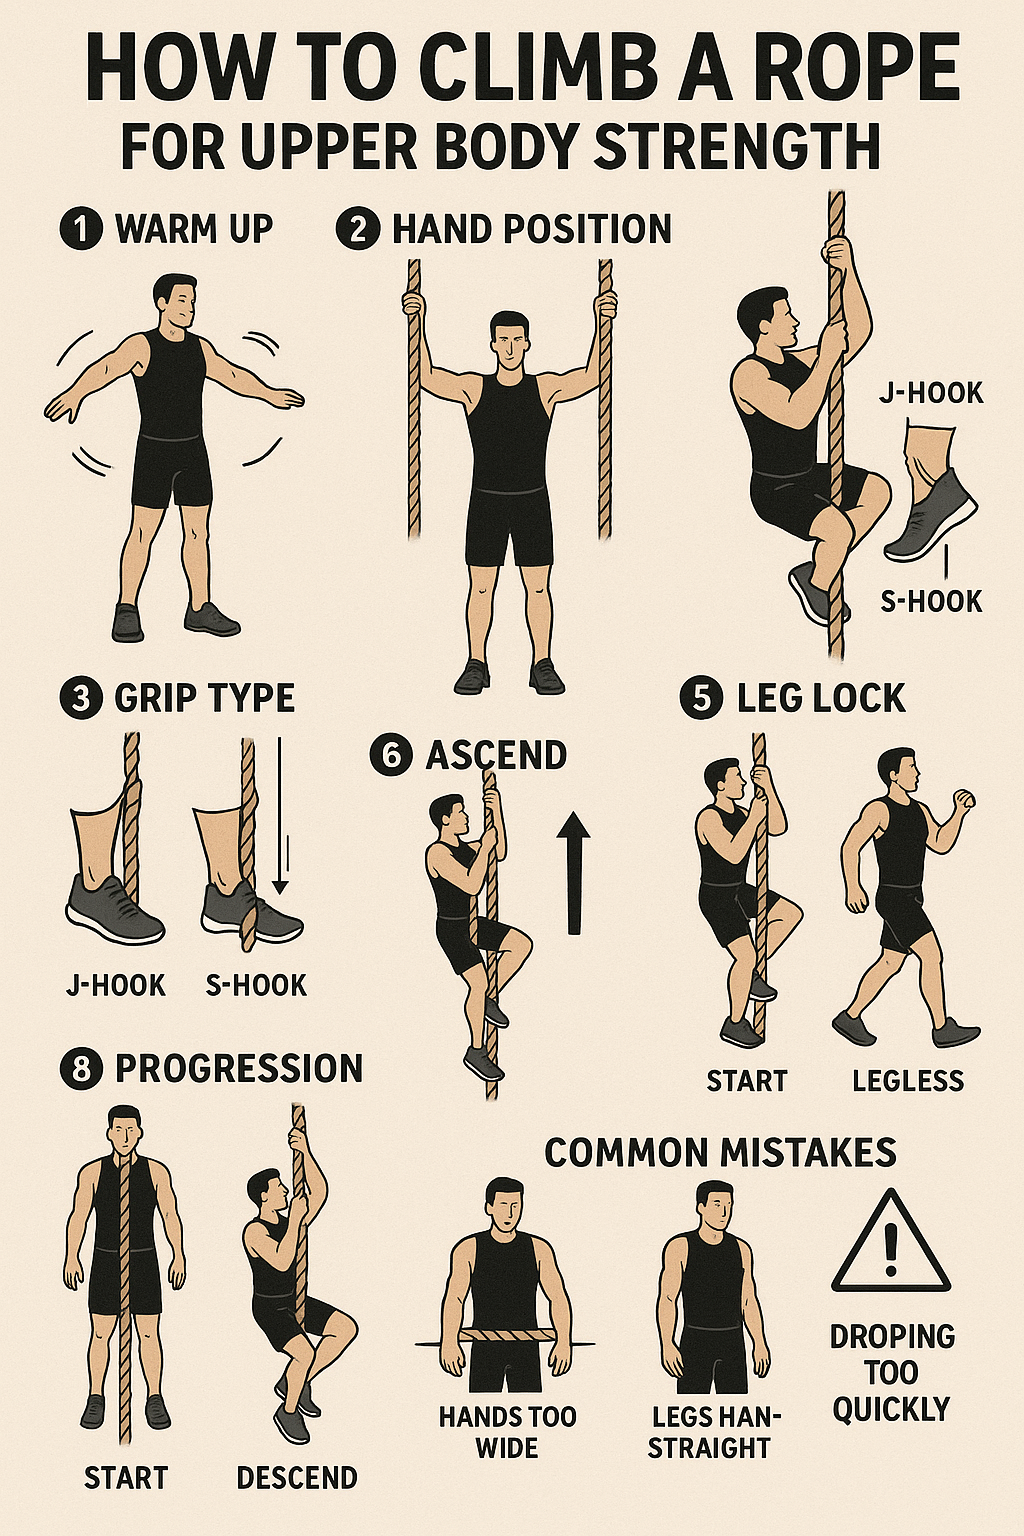 HOW TO CLIMB A ROPE
FOR UPPER BODY STRENGTH
1 WARM UP
2 HAND POSITION
J-HOOK
S-HOOK
3 GRIP TYPE
J-HOOK
S-HOOK
6 ASCEND
5 LEG LOCK
START
LEGLESS
8 PROGRESSION
START
DESCEND
COMMON MISTAKES
HANDS TOO
WIDE
LEGS HAN-
STRAIGHT
DROPING
TOO
QUICKLY